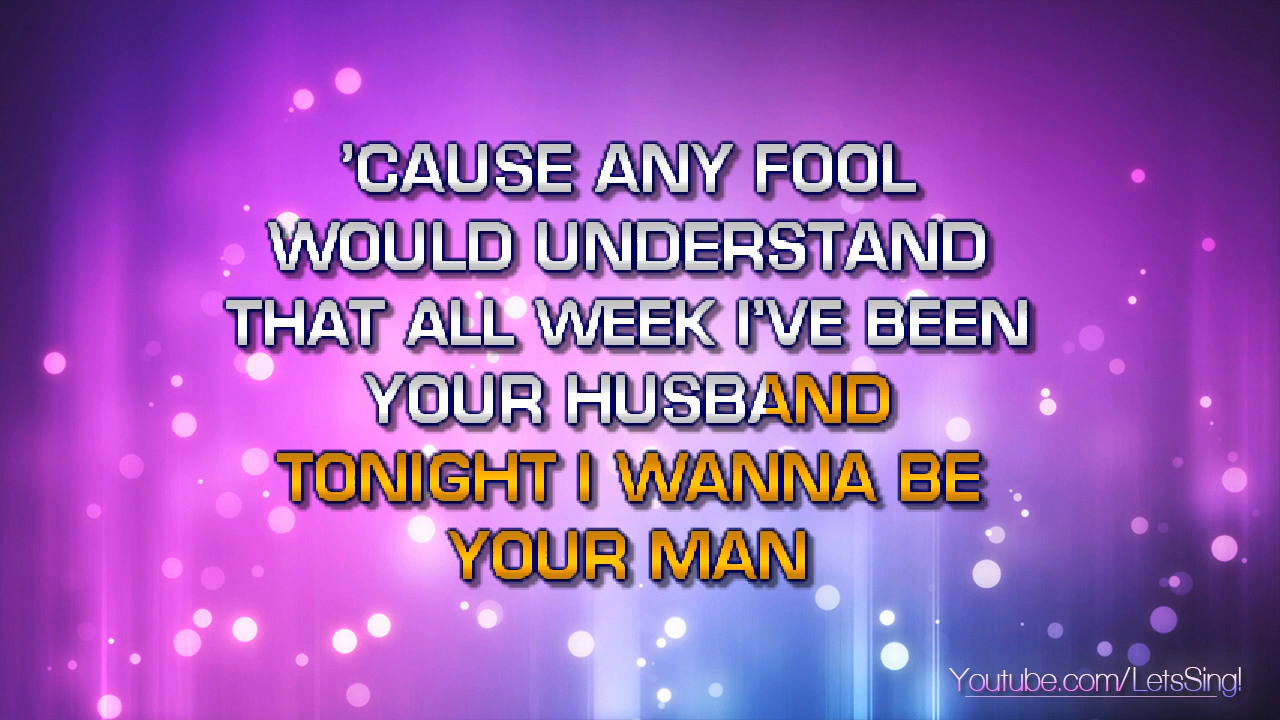 'CAUSE ANY FOOL
WOULD UNDERSTAND
THAT ALL WEEK I'VE BEEN
YOUR HUSBAND
TONIGHT I WANNA BE
YOUR MAN
Youtube.com/LetsSing!